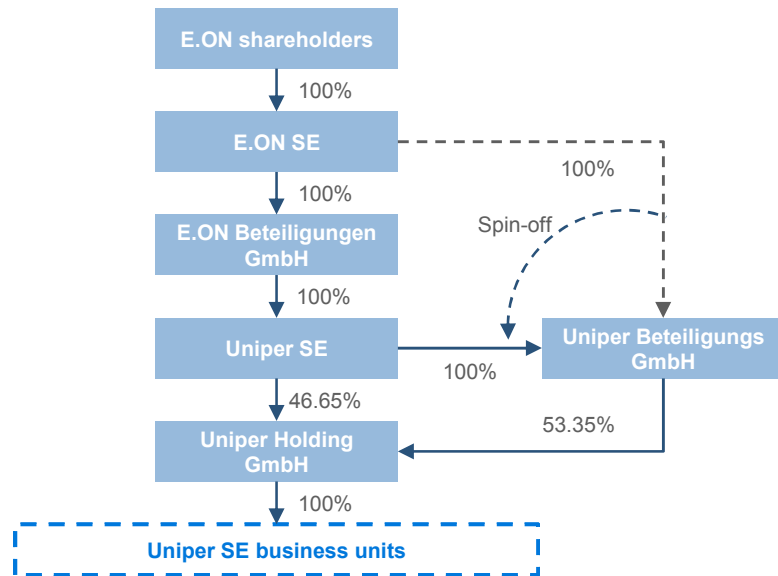 E.ON shareholders
100%
E.ON SE
100%
100%
E.ON Beteiligungen
GmbH
Spin-off
100%
Uniper SE
100%
Uniper Beteiligungs
GmbH
46.65%
53.35%
Uniper Holding
GmbH
100%
Uniper SE business units